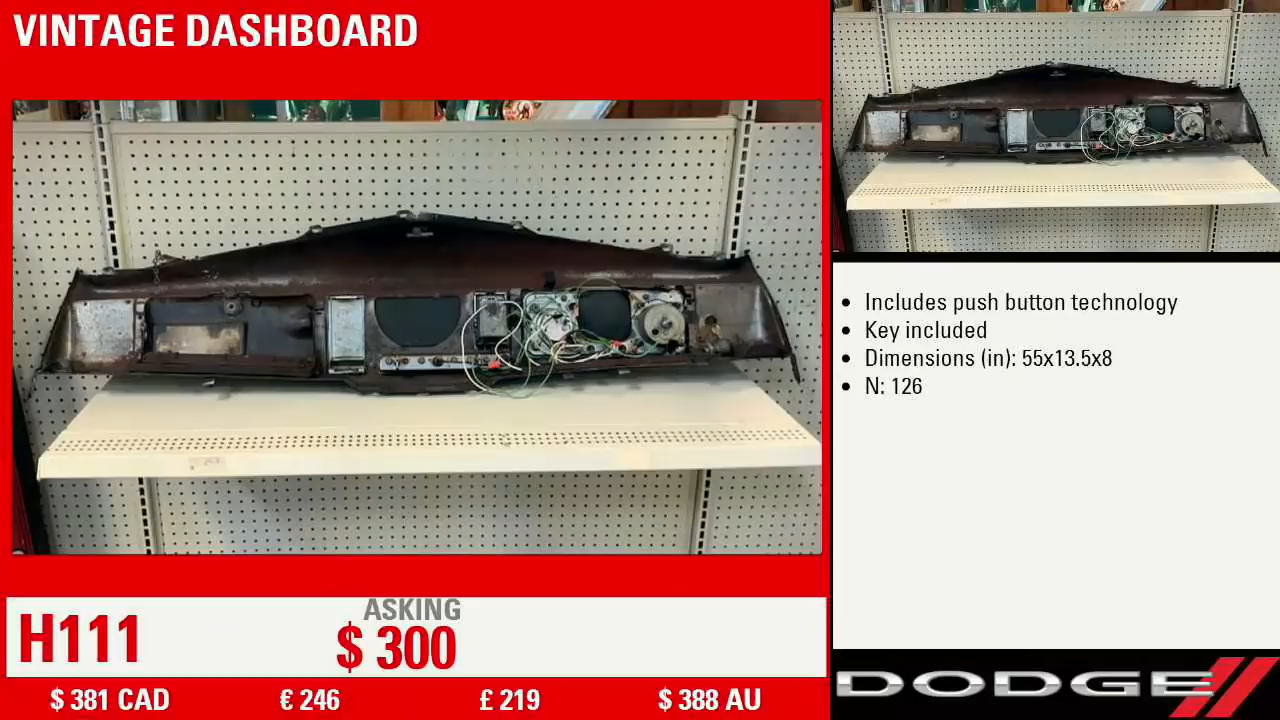 VINTAGE DASHBOARD
• Includes push button technology
• Key included
• Dimensions (in): 55x13.5x8
• N: 126
H111
ASKING
$ 300
$ 381 CAD
€ 246
£ 219
$ 388 AU
DODGE